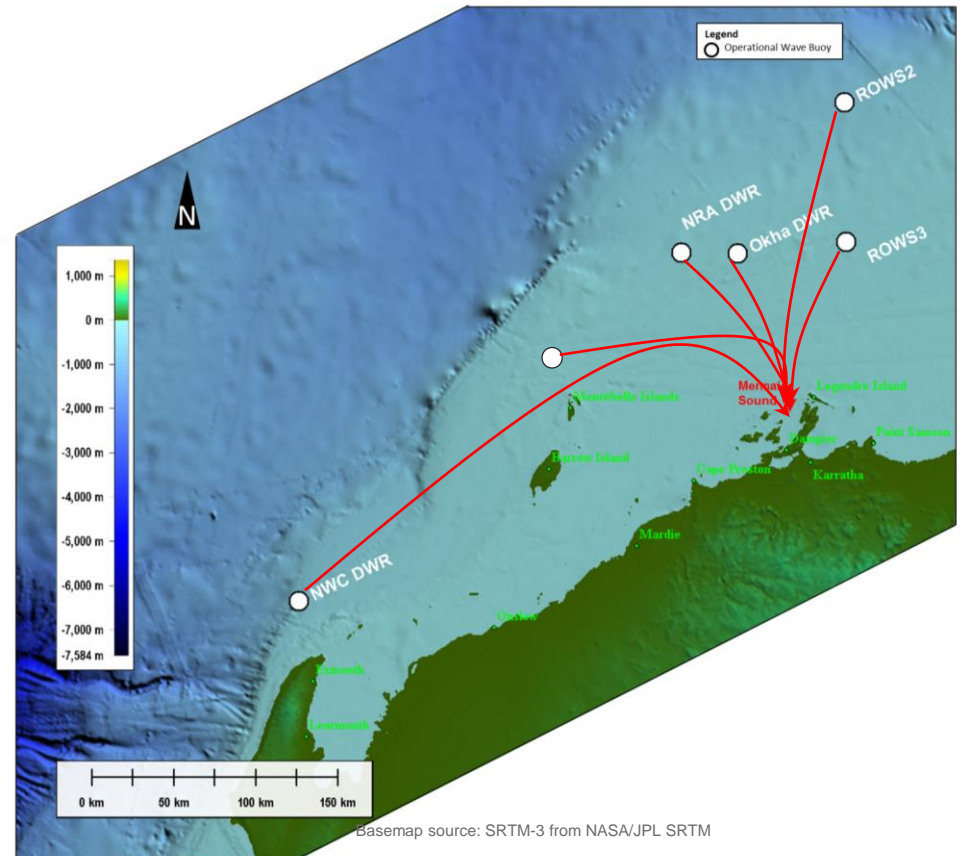 Legend
Operational Wave Buoy
ROWS2
N
NRA DWR
Okha DWR
ROWS3
1,000 m
0 m
-1,000 m
-2,000 m
-3,000 m
-4,000 m
-5,000 m
-6,000 m
-7,000 m
-7,584 m
Sound
Legendre Island
Montebello Islands
Dampier
Point Samson
Barrow Island
Cape Preston
Karratha
Mardie
NWC DWR
Onslow
Exmouth
Learmouth
0 km
50 km
100 km
150 km
Basemap source: SRTM-3 from NASA/JPL SRTM